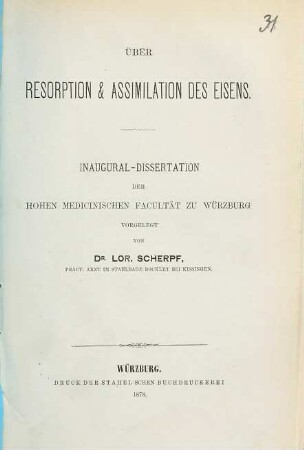 31
ÜBER
RESORPTION & ASSIMILATION DES EISENS.
INAUGURAL-DISSERTATION
DER
HOHEN MEDICINISCHEN FACULTÄT ZU WÜRZBURG
VORGELEGT
VON
DR. LOR. SCHERPF,
PRACT. ARZT IM STAHLBADE BOCKLET BEI KISSINGEN.
WÜRZBURG.
DRUCK DER STAHEL'SCHEN BUCHDRUCKEREI
1878.